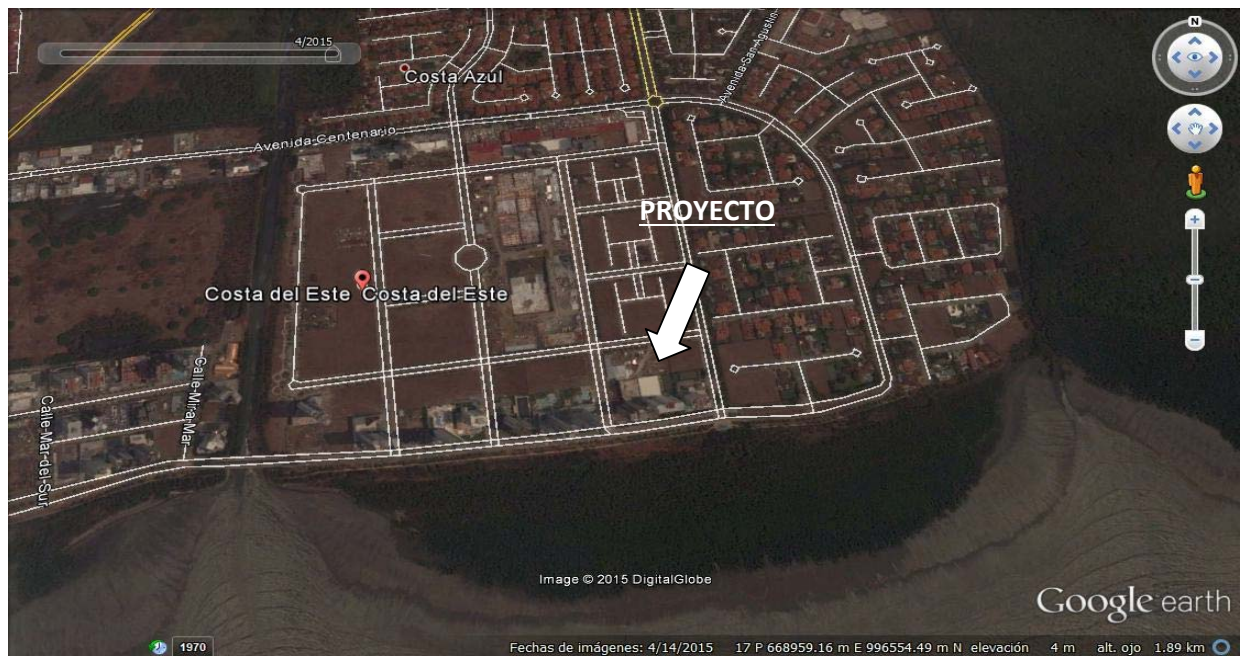 N
4/2015
Costa Azul
Avenida-San-Agustin
Avenida-Centenario
PROYECTO
Costa del Este Costa del Este
Calle-Mira-Mar
Calle-Mar-del-Sur
Image © 2015 DigitalGlobe
Google earth
1970
Fechas de imágenes: 4/14/2015 17 P 668959.16 m E 996554.49 m N elevación 4 m alt. ojo 1.89 km